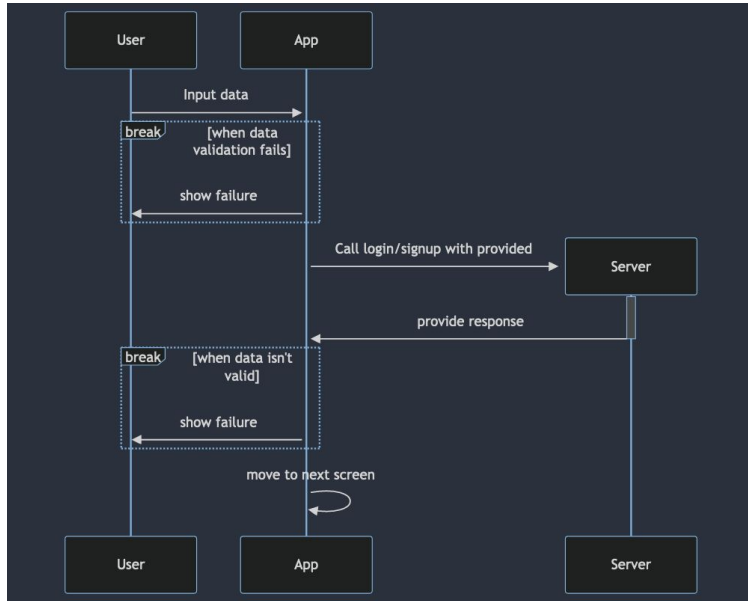 User
App
Input data
break
[when data
validation fails]
show failure
Call login/signup with provided
Server
provide response
break
[when data isn't
valid]
show failure
move to next screen
User
App
Server